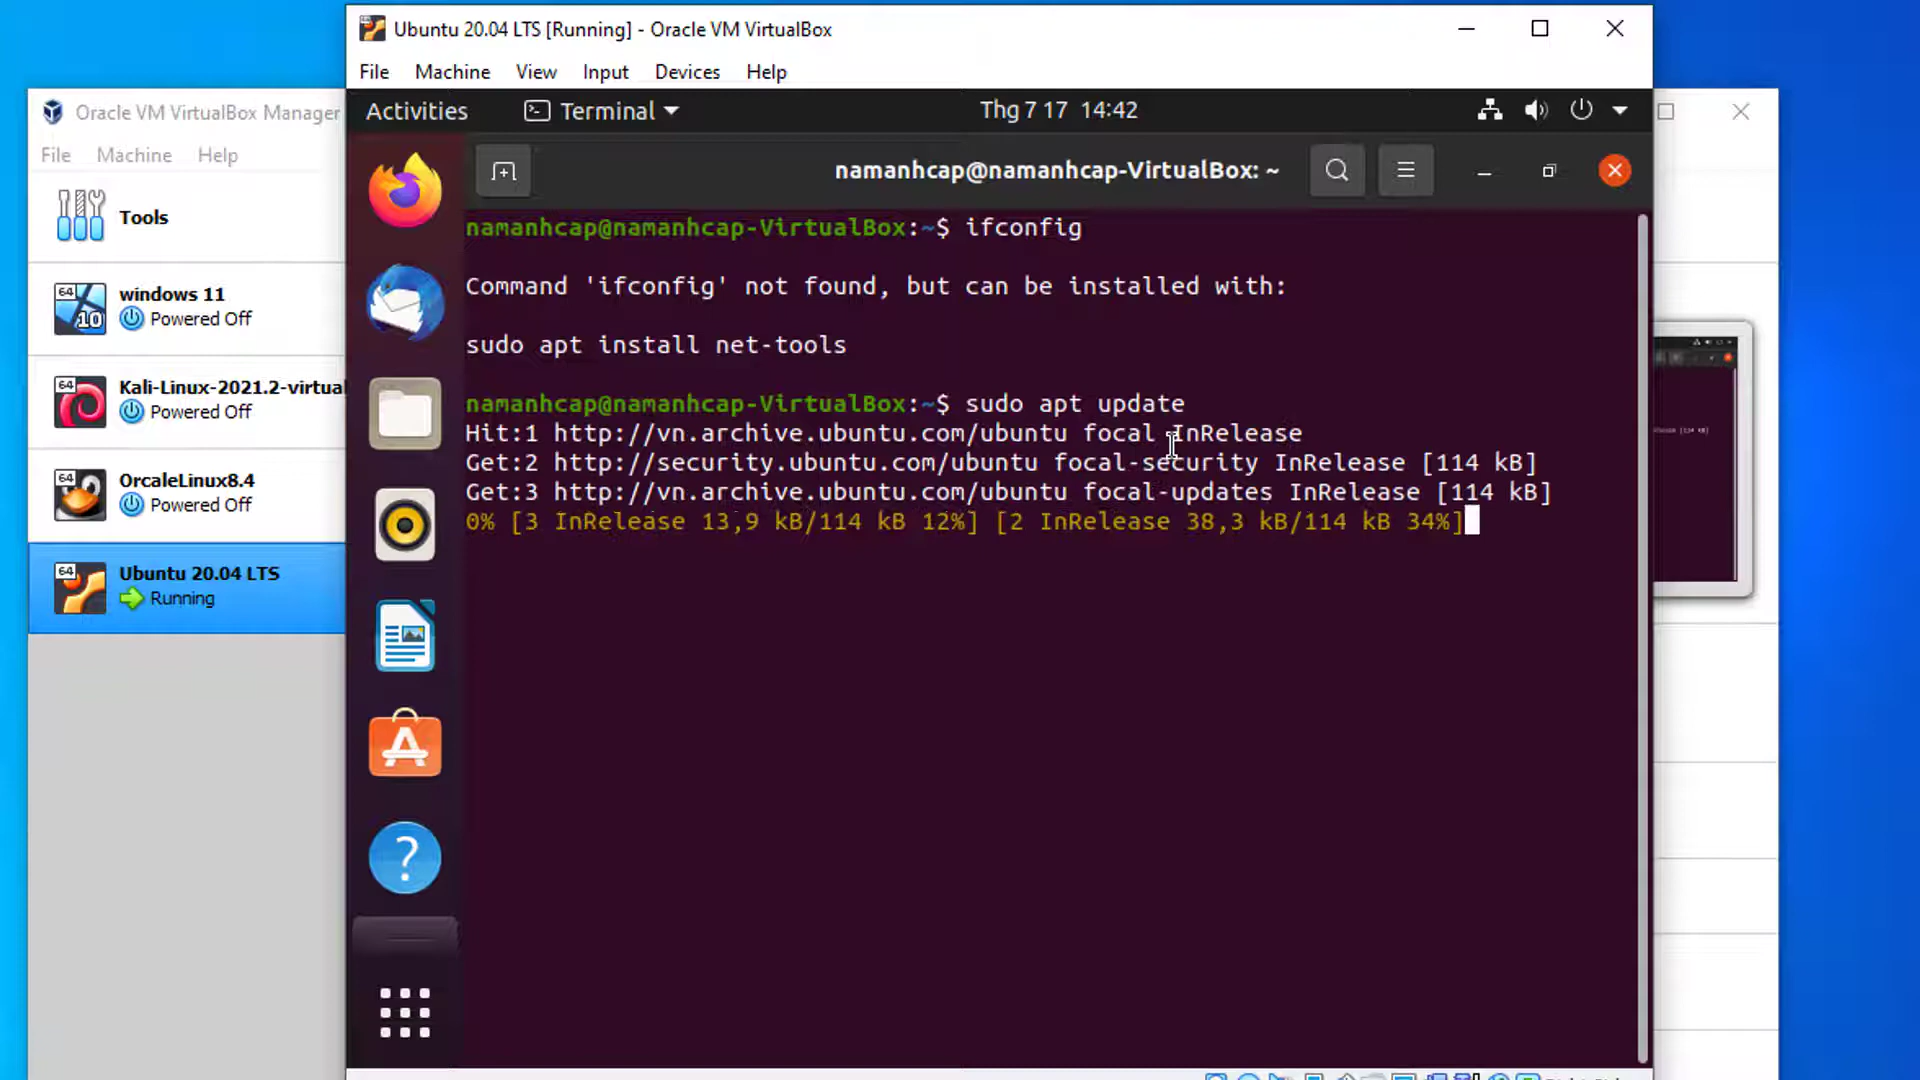 Ubuntu 20.04 LTS [Running] - Oracle VM VirtualBox
File Machine View Input Devices Help
Activities Terminal Thg 7 17 14:42
Oracle VM VirtualBox Manager
File Machine Help
namanhcap@namanhcap-VirtualBox: ~
Tools
64
windows 11
10
Powered Off
64
Kali-Linux-2021.2-virtual
Powered Off
64
OrcaleLinux8.4
Powered Off
64
Ubuntu 20.04 LTS
Running
namanhcap@namanhcap-VirtualBox:~$ ifconfig
Command 'ifconfig' not found, but can be installed with:
sudo apt install net-tools
namanhcap@namanhcap-VirtualBox:~$ sudo apt update
Hit:1 http://vn.archive.ubuntu.com/ubuntu focal InRelease
Get:2 http://security.ubuntu.com/ubuntu focal-security InRelease [114 kB]
Get:3 http://vn.archive.ubuntu.com/ubuntu focal-updates InRelease [114 kB]
0% [3 InRelease 13,9 kB/114 kB 12%] [2 InRelease 38,3 kB/114 kB 34%]